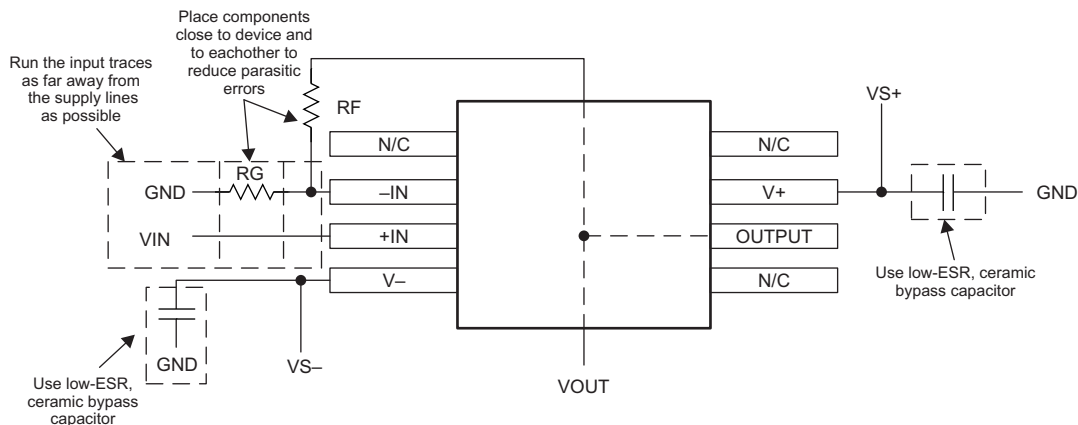 Place components
close to device and
to eachother to
reduce parasitic
errors
Run the input traces
as far away from
the supply lines
as possible
RF
VS+
N/C
N/C
RG
GND
–IN
V+
GND
VIN
+IN
OUTPUT
V–
N/C
Use low-ESR, ceramic
bypass capacitor
GND
VS–
VOUT
Use low-ESR,
ceramic bypass
capacitor